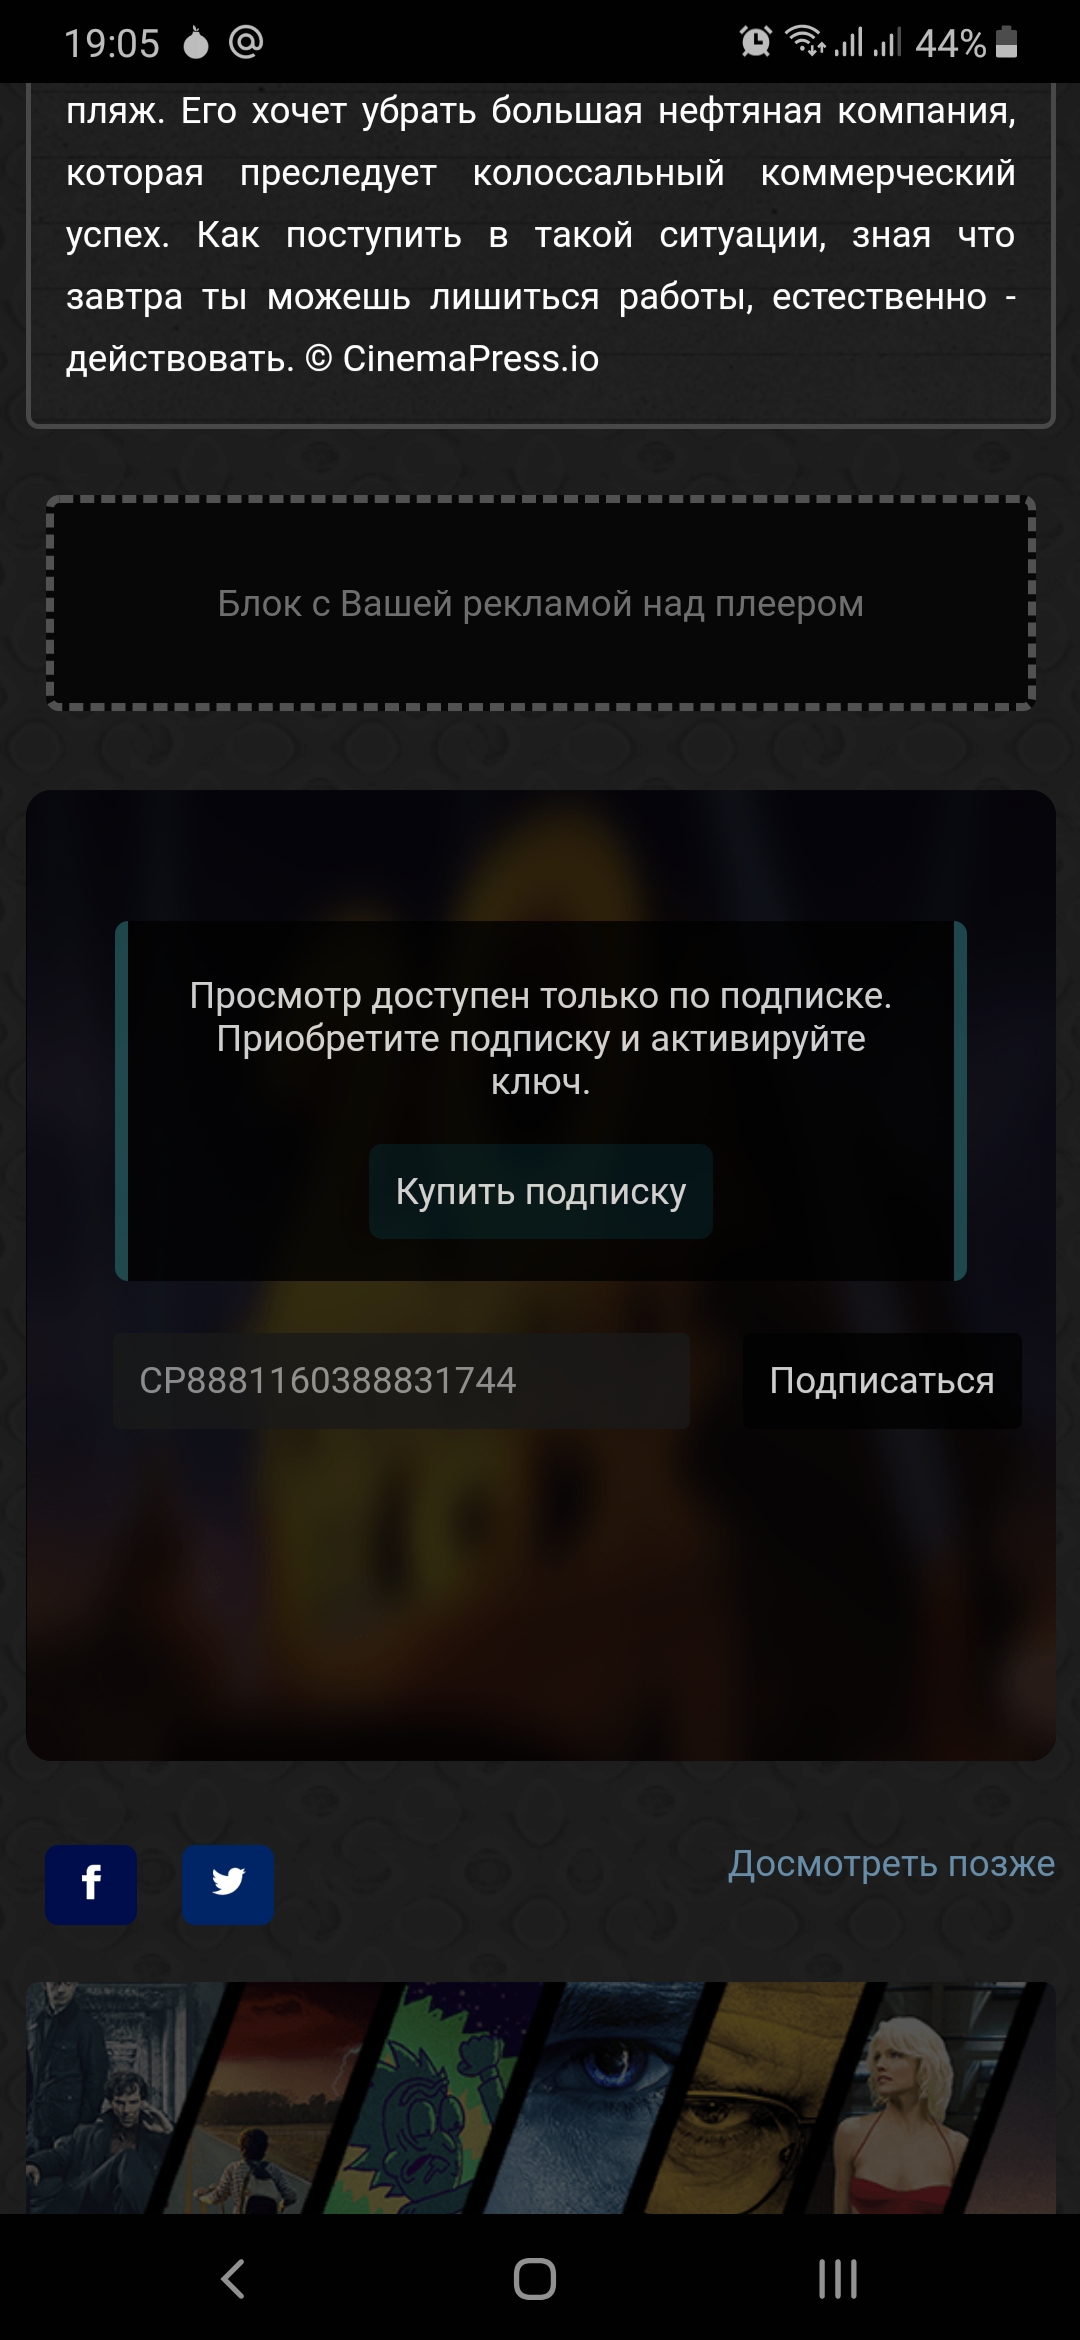 19:05
44%
пляж. Его хочет убрать большая нефтяная компания,
которая преследует колоссальный коммерческий
успех. Как поступить в такой ситуации, зная что
завтра ты можешь лишиться работы, естественно -
действовать. © CinemaPress.io
Блок с Вашей рекламой над плеером
Просмотр доступен только по подписке.
Приобретите подписку и активируйте
ключ.
Купить подписку
CP8881160388831744
Подписаться
Досмотреть позже